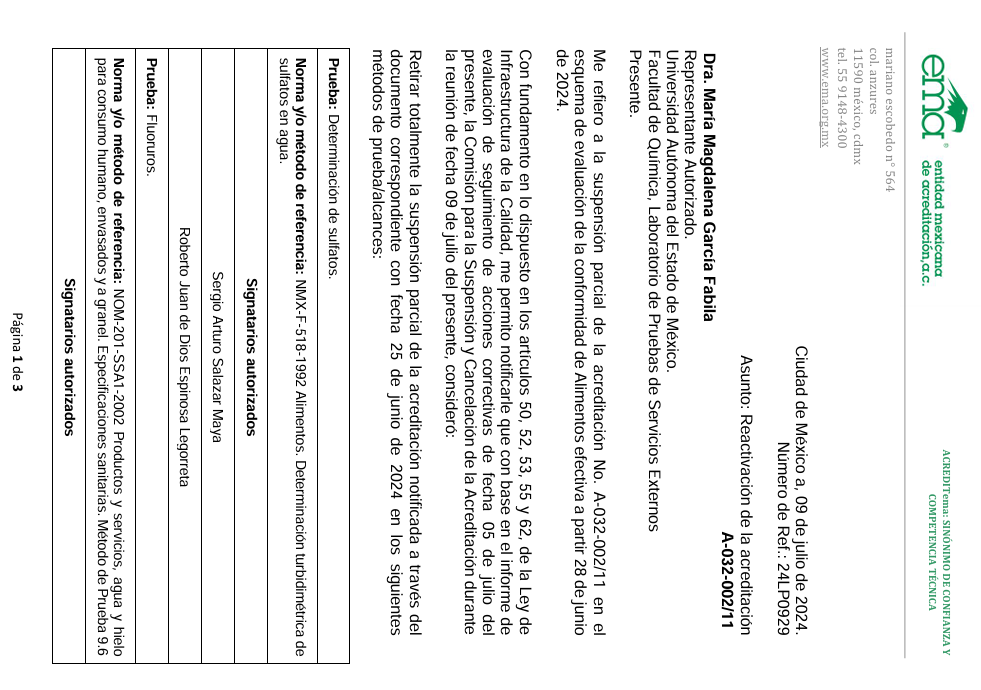 ema®
entidad mexicana
de acreditación,a.c.
ACREDITema: SINÓNIMO DE CONFIANZA Y
COMPETENCIA TÉCNICA
mariano escobedo n° 564
col. anzures
11590 méxico, cdmx
tel. 55 9148-4300
www.ema.org.mx
Ciudad de México a, 09 de julio de 2024.
Número de Ref.: 24LP0929
Asunto: Reactivación de la acreditación
A-032-002/11
Dra. María Magdalena García Fabila
Representante Autorizado.
Universidad Autónoma del Estado de México.
Facultad de Química, Laboratorio de Pruebas de Servicios Externos
Presente.
Me refiero a la suspensión parcial de la acreditación No. A-032-002/11 en el
esquema de evaluación de la conformidad de Alimentos efectiva a partir 28 de junio
de 2024.
Con fundamento en lo dispuesto en los artículos 50, 52, 53, 55 y 62, de la Ley de
Infraestructura de la Calidad, me permito notificarle que con base en el informe de
evaluación de seguimiento de acciones correctivas de fecha 05 de julio del
presente, la Comisión para la Suspensión y Cancelación de la Acreditación durante
la reunión de fecha 09 de julio del presente, consideró:
Retirar totalmente la suspensión parcial de la acreditación notificada a través del
documento correspondiente con fecha 25 de junio de 2024 en los siguientes
métodos de prueba/alcances:
Prueba: Determinación de sulfatos.
Norma y/o método de referencia: NMX-F-518-1992 Alimentos. Determinación turbidimétrica de
sulfatos en agua.
Signatarios autorizados
Sergio Arturo Salazar Maya
Roberto Juan de Dios Espinosa Legorreta
Prueba: Fluoruros.
Norma y/o método de referencia: NOM-201-SSA1-2002 Productos y servicios, agua y hielo
para consumo humano, envasados y a granel. Especificaciones sanitarias. Método de Prueba 9.6
Signatarios autorizados
Página 1 de 3